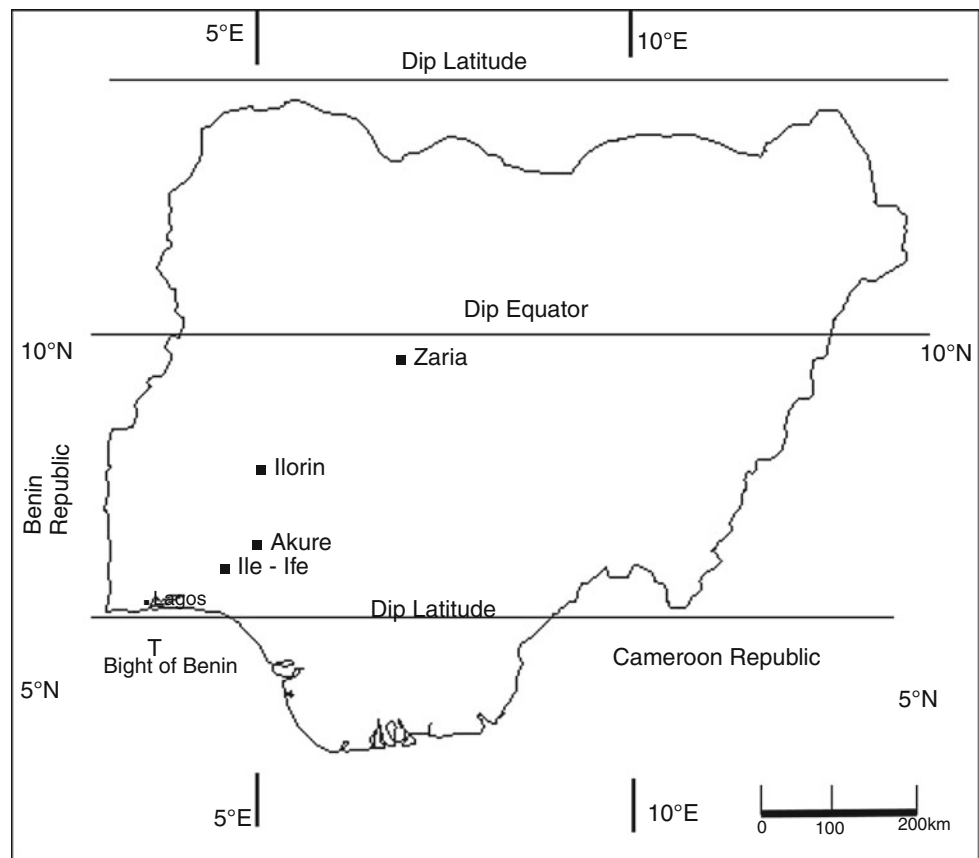 5°E
10°E
Dip Latitude
Dip Equator
10°N
10°N
Zaria
Ilorin
Benin
Republic
Akure
Ile - Ife
Lagos
Dip Latitude
T
Bight of Benin
Cameroon Republic
5°N
5°N
5°E
10°E
0 100 200km